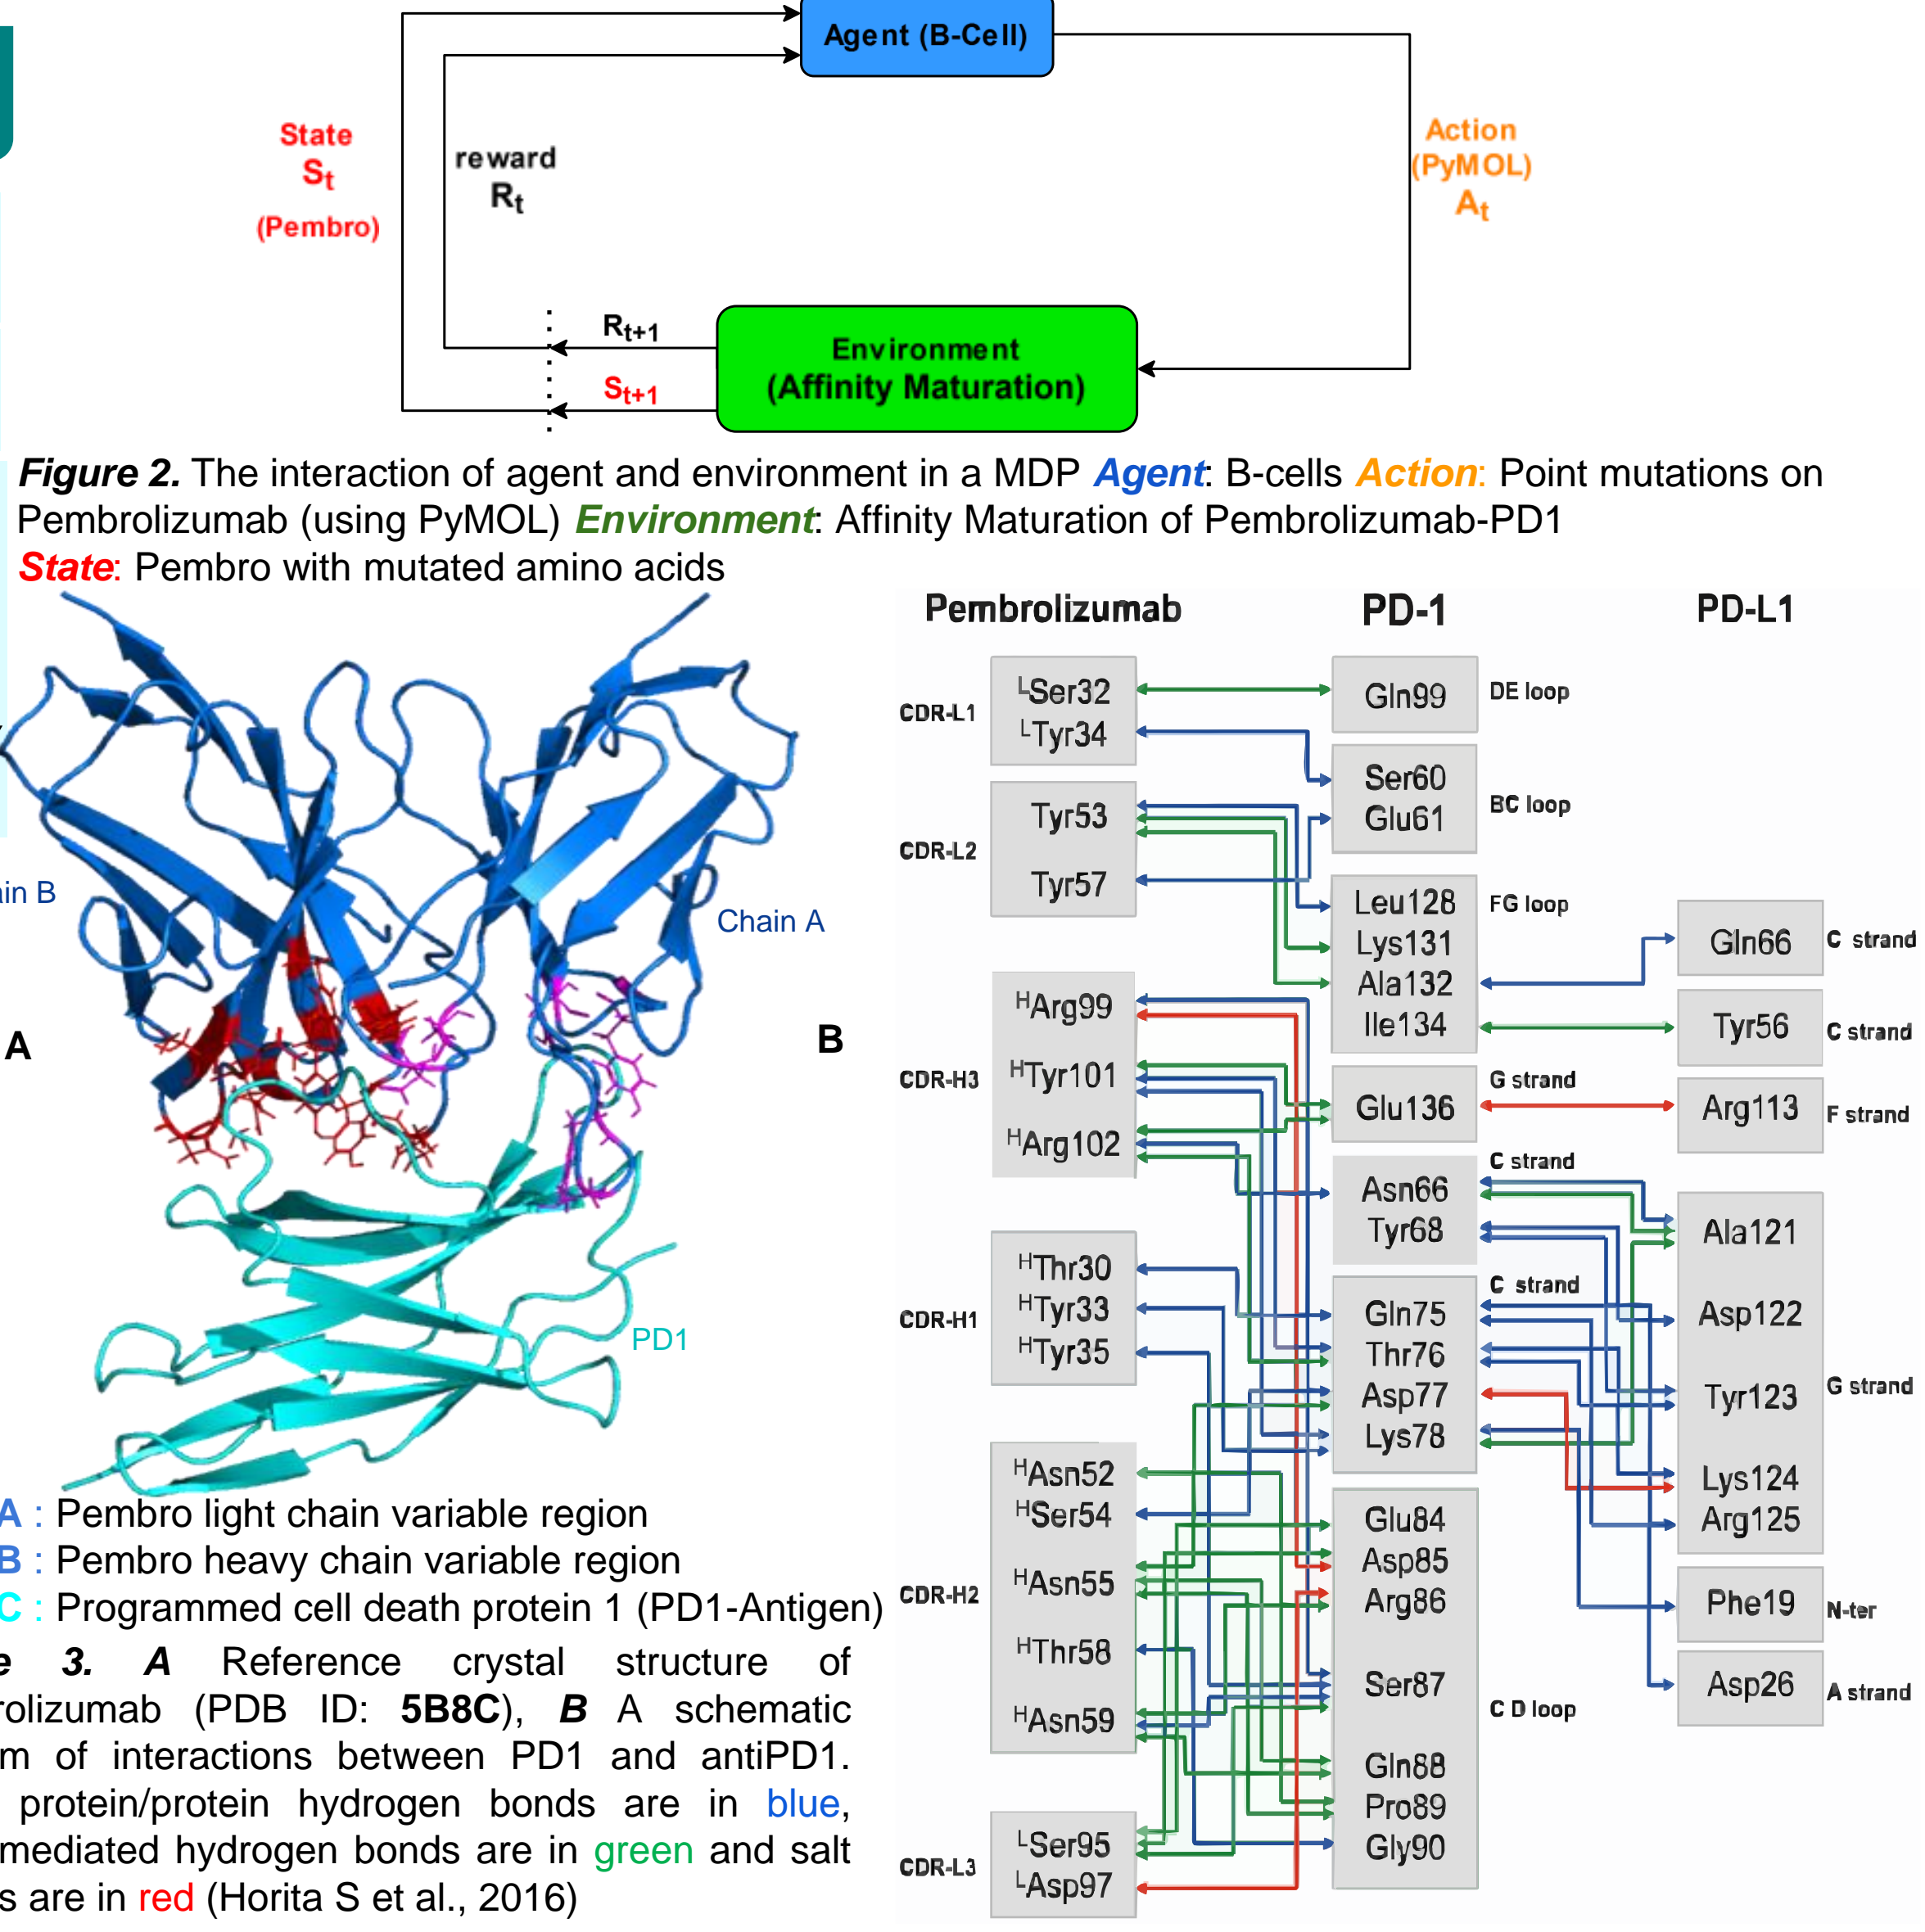 Agent (B-Cell)
State
St
(Pembro)
reward
Rt
Action
(PyMOL)
At
Rt+1
St+1
Environment
(Affinity Maturation)
Figure 2. The interaction of agent and environment in a MDP Agent: B-cells Action: Point mutations on
Pembrolizumab (using PyMOL) Environment: Affinity Maturation of Pembrolizumab-PD1
State: Pembro with mutated amino acids
B
Chain A
A
PD1
A : Pembro light chain variable region
B : Pembro heavy chain variable region
C : Programmed cell death protein 1 (PD1-Antigen)
3. A Reference crystal structure of
(PDB ID: 5B8C), B A schematic
of interactions between PD1 and antiPD1.
protein/protein hydrogen bonds are in blue,
mediated hydrogen bonds are in green and salt
are in red (Horita S et al., 2016)
B
Pembrolizumab PD-1 PD-L1
CDR-L1
LSer32
LTyr34
CDR-L2
Tyr53
Tyr57
CDR-H3
HArg99
HTyr101
HArg102
CDR-H1
HThr30
HTyr33
HTyr35
CDR-H2
HAsn52
HSer54
HAsn55
HThr58
HAsn59
CDR-L3
LSer95
LAsp97
Gln99
DE loop
Ser60
Glu61
BC loop
Leu128
Lys131
Ala132
Ile134
FG loop
Glu136
G strand
Asn66
Tyr68
C strand
Gln75
Thr76
Asp77
Lys78
C strand
Glu84
Asp85
Arg86
Ser87
Gln88
Pro89
Gly90
C D loop
Gln66
C strand
Tyr56
C strand
Arg113
F strand
Ala121
Asp122
Tyr123
Lys124
Arg125
G strand
Phe19
N-ter
Asp26
A strand